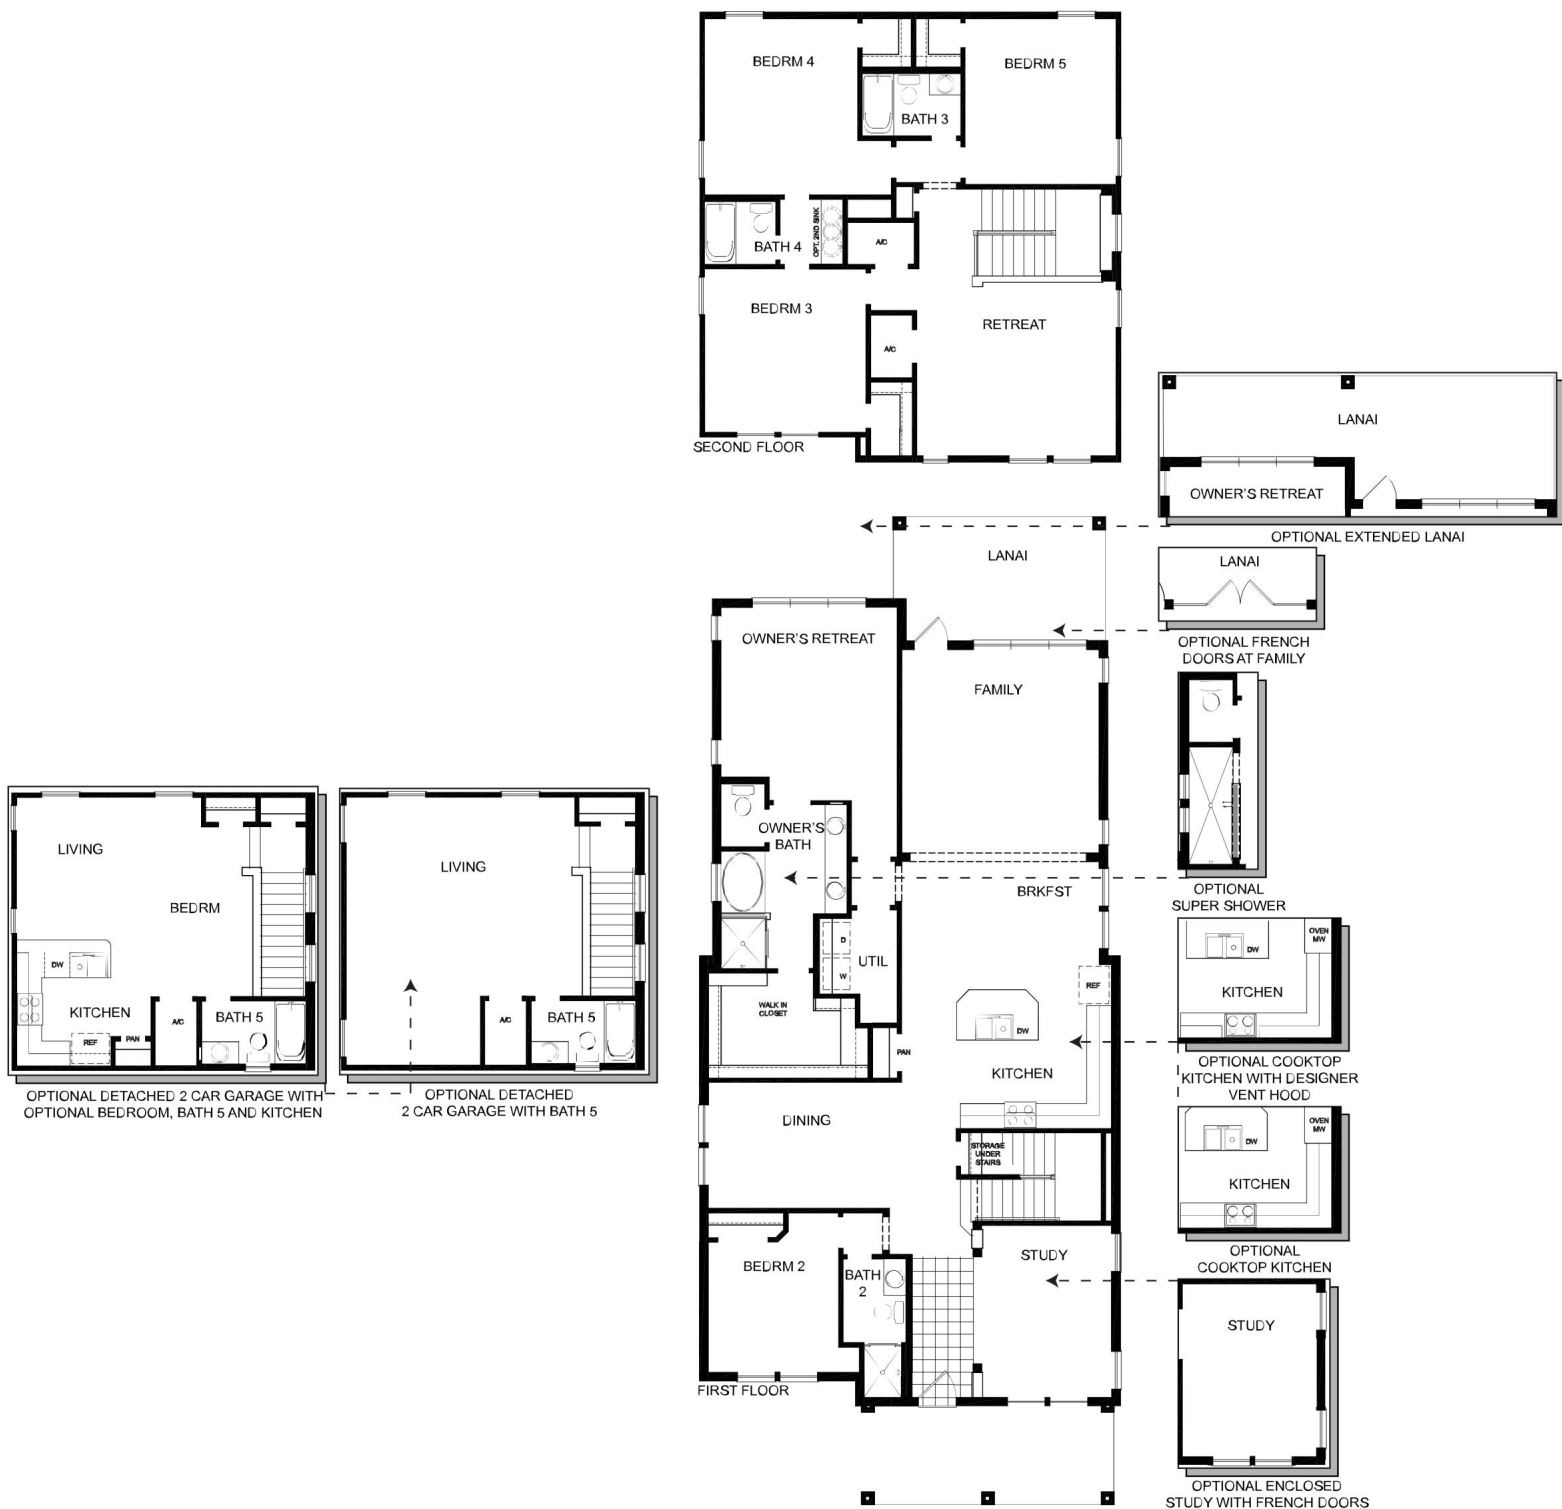 BEDRM 4
BEDRM 5
BATH 3
OPT. 2ND SINK
BATH 4
A/C
BEDRM 3
RETREAT
A/C
SECOND FLOOR
LANAI
OWNER'S RETREAT
OPTIONAL EXTENDED LANAI
LANAI
LANAI
OPTIONAL FRENCH
DOORS AT FAMILY
OWNER'S RETREAT
FAMILY
OWNER'S
BATH
BRKFST
OPTIONAL
SUPER SHOWER
D
W
UTIL
WALK IN
CLOSET
REF
DW
PAN
KITCHEN
DINING
STORAGE
UNDER
STAIRS
BEDRM 2
BATH
2
STUDY
FIRST FLOOR
OVEN
MW
DW
KITCHEN
OPTIONAL COOKTOP
KITCHEN WITH DESIGNER
VENT HOOD
OVEN
MW
DW
KITCHEN
OPTIONAL
COOKTOP KITCHEN
STUDY
OPTIONAL ENCLOSED
STUDY WITH FRENCH DOORS
LIVING
BEDRM
DW
KITCHEN
REF
PAN
A/C
BATH 5
OPTIONAL DETACHED 2 CAR GARAGE WITH
OPTIONAL BEDROOM, BATH 5 AND KITCHEN
LIVING
A/C
BATH 5
OPTIONAL DETACHED
2 CAR GARAGE WITH BATH 5